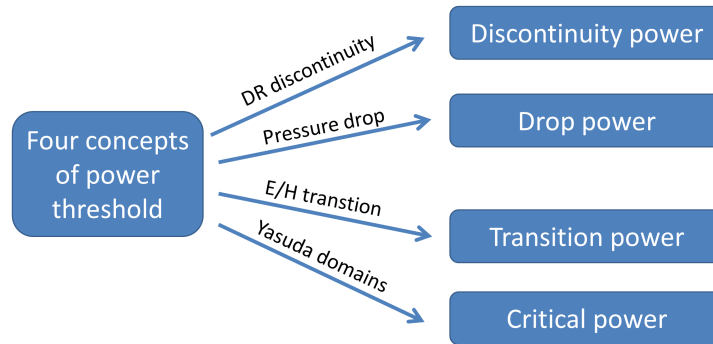 DR discontinuity
Discontinuity power
Pressure drop
Drop power
Four concepts
of power
threshold
E/H transtion
Transition power
Yasuda domains
Critical power